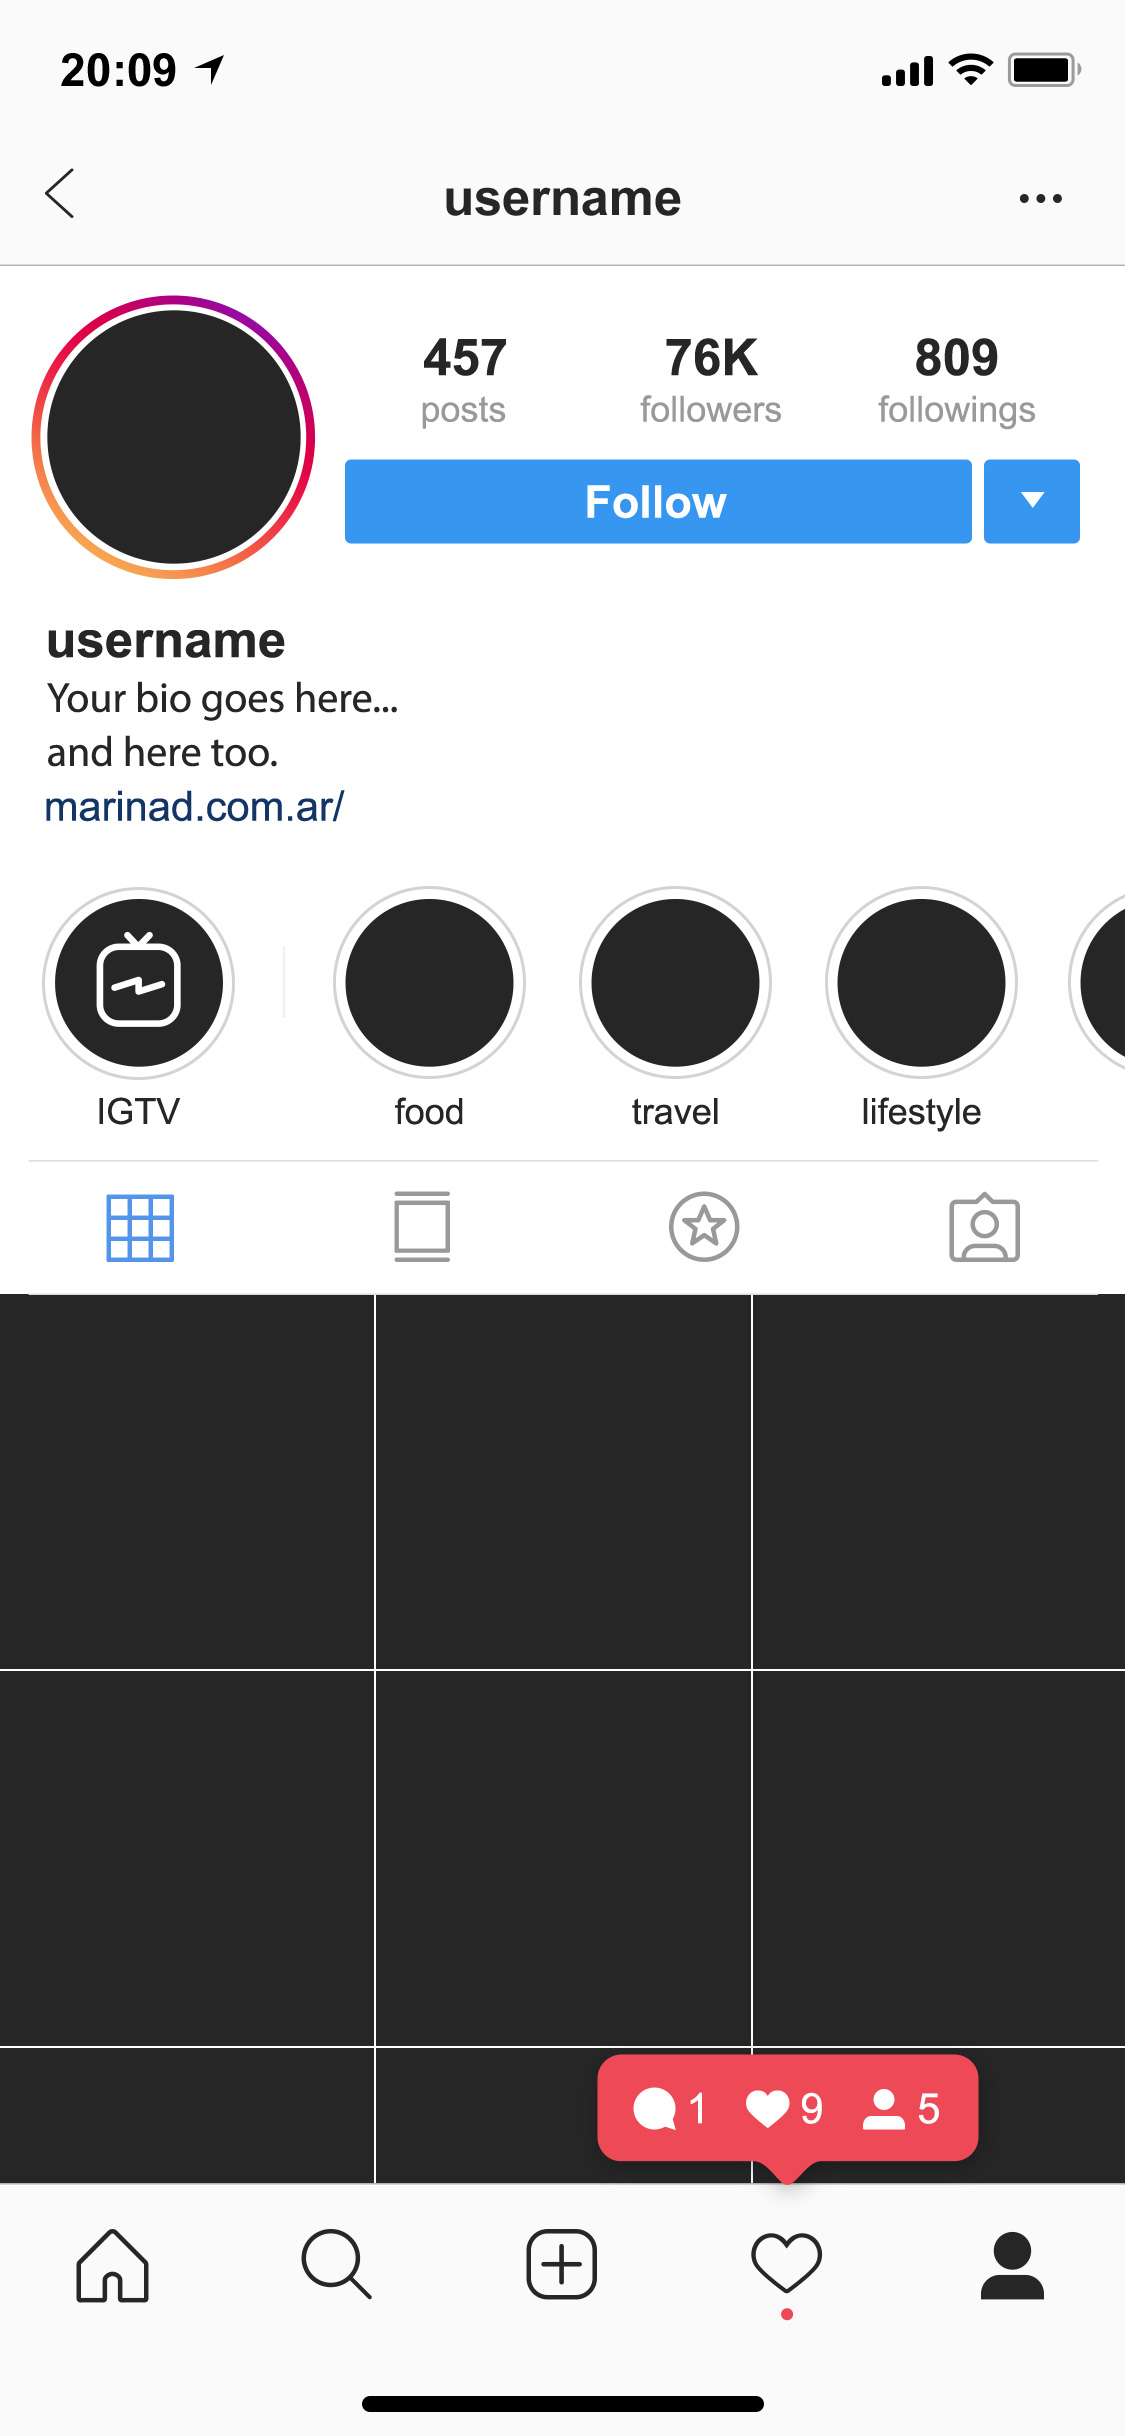 20:09
username
457 76K 809
posts followers followings
Follow
username
Your bio goes here...
and here too.
marinad.com.ar/
IGTV food travel lifestyle
1 9 5